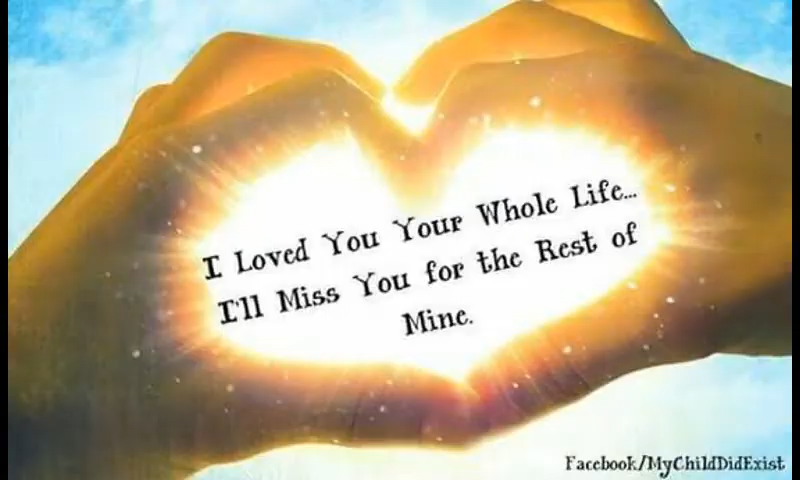 I Loved You Your Whole Life...
I'll Miss You for the Rest of
Mine.
Facebook/MyChildDidExist